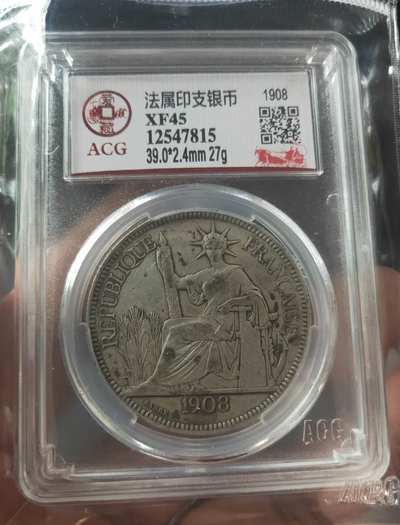 法属印支银币
1908
XF45
12547815
ACG
39.0*2.4mm 27g
REPUBLIQUE FRANÇAISE
1908
ACG